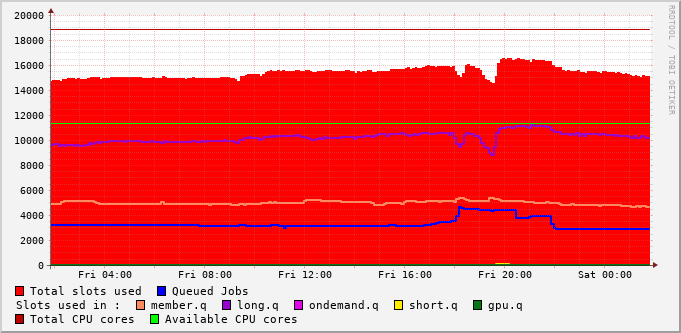 RRDTOOL / TOBI OETIKER
20000
18000
16000
14000
12000
10000
8000
6000
4000
2000
0
Fri 04:00 Fri 08:00 Fri 12:00 Fri 16:00 Fri 20:00 Sat 00:00
Total slots used Queued Jobs
Slots used in : member.q long.q ondemand.q short.q gpu.q
Total CPU cores Available CPU cores